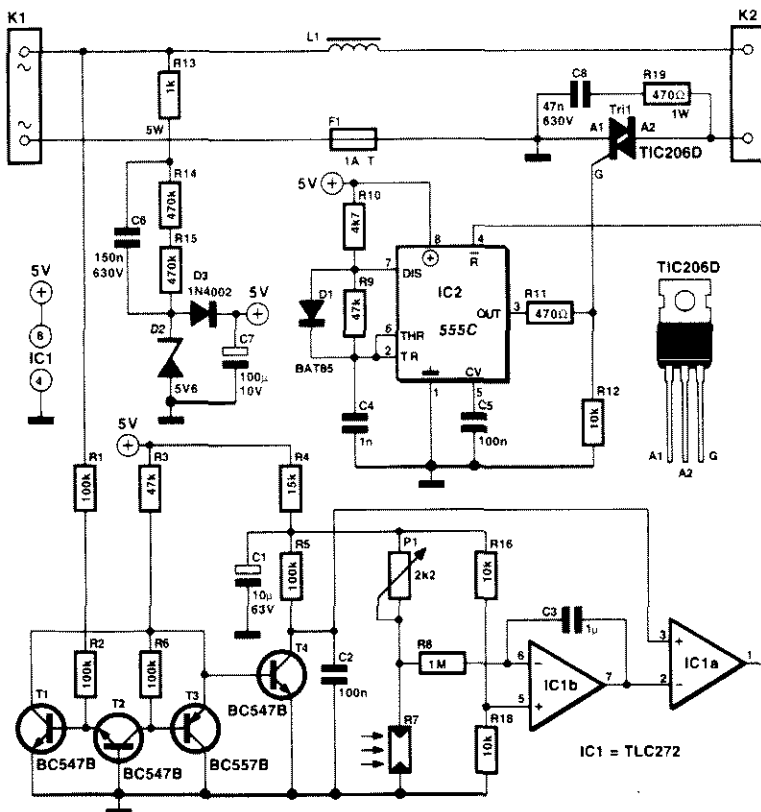 K1
K2
L1
R13
1k
5W
F1
1A T
C8
47n
630V
R19
470Ω
1W
Tri1
A1
A2
TIC206D
G
C6
150n
630V
R14
470k
R15
470k
D3
1N4002
5V
D2
5V6
C7
100µ
10V
5V
8
IC1
4
5V
R10
4k7
R9
47k
D1
BAT85
C4
1n
7
DIS
6
THR
2
TR
8
4
R
IC2
555C
OUT
3
CV
1
5
C5
100n
R11
470Ω
R12
10k
TIC206D
A1
A2
G
5V
R1
100k
R3
47k
R4
15k
C1
10µ
63V
R5
100k
P1
2k2
R16
10k
R2
100k
R6
100k
T1
BC547B
T2
BC547B
T3
BC557B
T4
BC547B
C2
100n
R8
1M
R7
C3
1µ
6
5
7
IC1b
R18
10k
3
2
1
IC1a
IC1 = TLC272